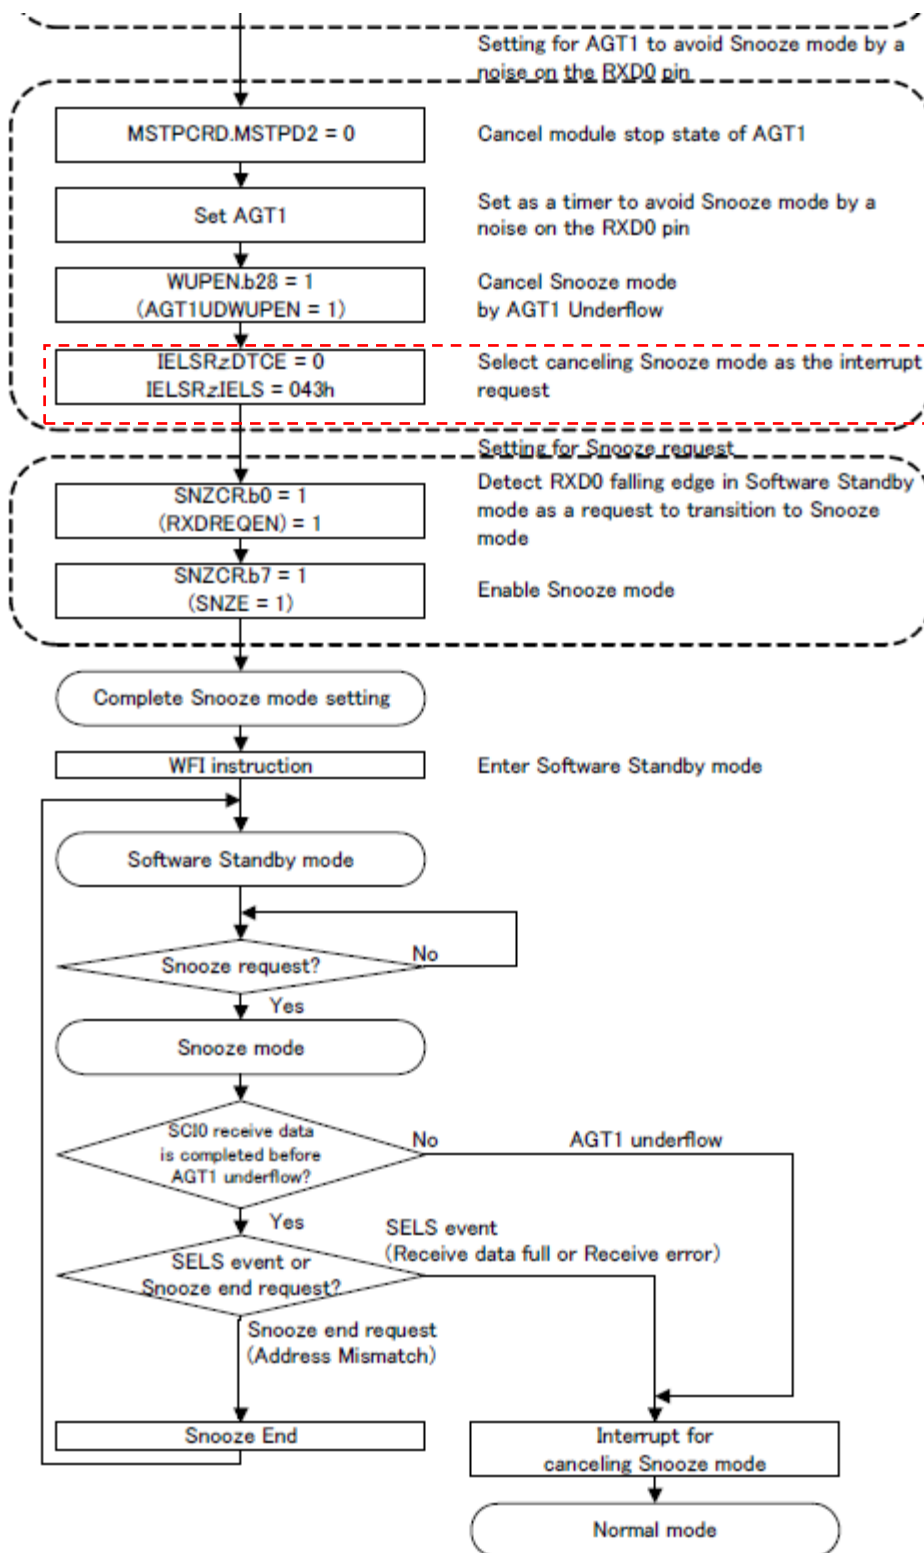 Setting for AGT1 to avoid Snooze mode by a
noise on the RXD0 pin
MSTPCRD.MSTPD2 = 0
Cancel module stop state of AGT1
Set AGT1
Set as a timer to avoid Snooze mode by a
noise on the RXD0 pin
WUPEN.b28 = 1
(AGT1UDWUPEN = 1)
Cancel Snooze mode
by AGT1 Underflow
IELSRz.DTCE = 0
IELSRz.IELS = 043h
Select canceling Snooze mode as the interrupt
request
Setting for Snooze request
SNZCR.b0 = 1
(RXDREQEN) = 1
Detect RXD0 falling edge in Software Standby
mode as a request to transition to Snooze
mode
SNZCR.b7 = 1
(SNZE = 1)
Enable Snooze mode
Complete Snooze mode setting
WFI instruction
Enter Software Standby mode
Software Standby mode
Snooze request?
No
Yes
Snooze mode
SCI0 receive data
is completed before
AGT1 underflow?
No
AGT1 underflow
Yes
SELS event
(Receive data full or Receive error)
SELS event or
Snooze end request?
Snooze end request
(Address Mismatch)
Snooze End
Interrupt for
canceling Snooze mode
Normal mode